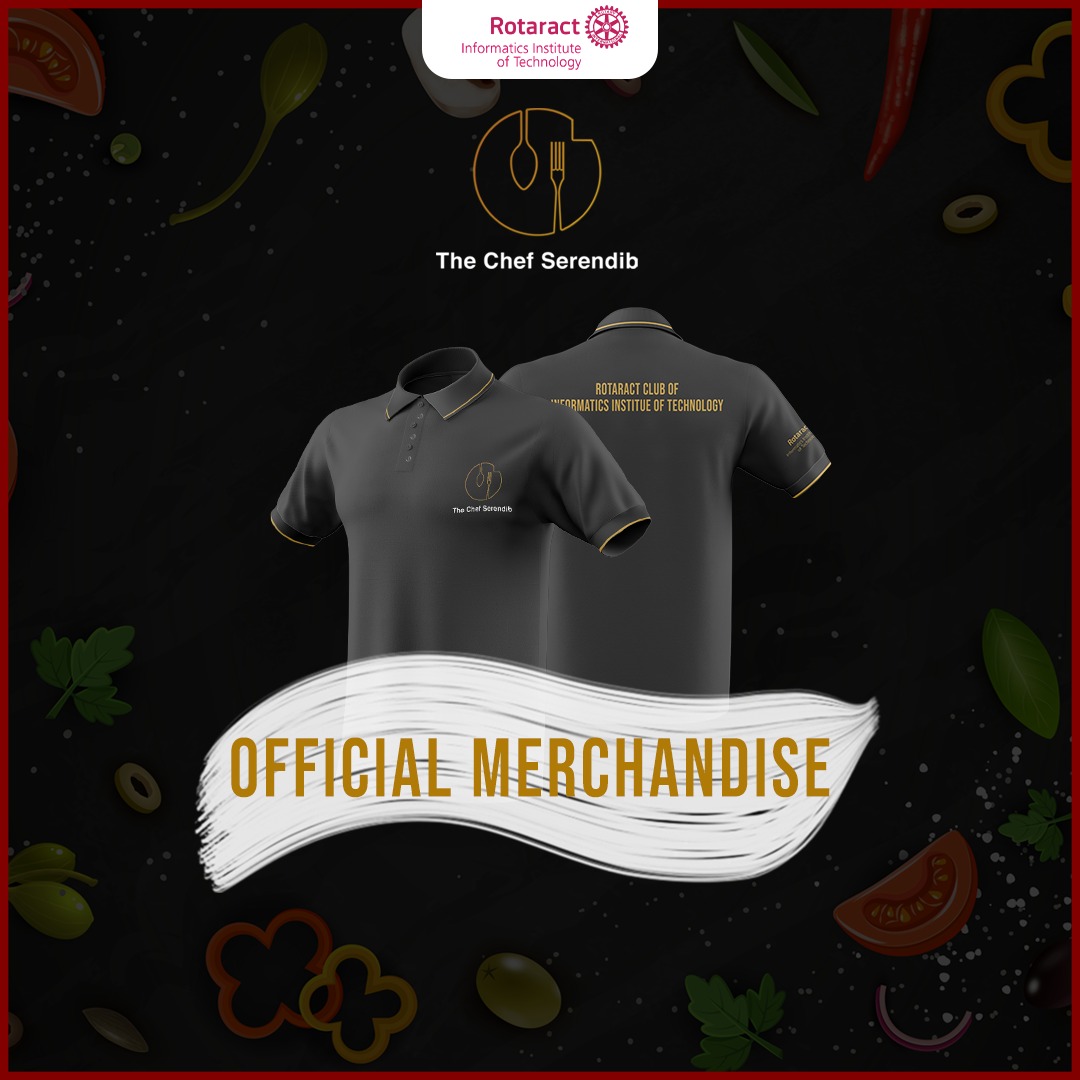 Rotaract
Informatics Institute
of Technology
The Chef Serendib
ROTARACT CLUB OF
INFORMATICS INSTITUE OF TECHNOLOGY
Rotaract
The Chef Serendib
OFFICIAL MERCHANDISE